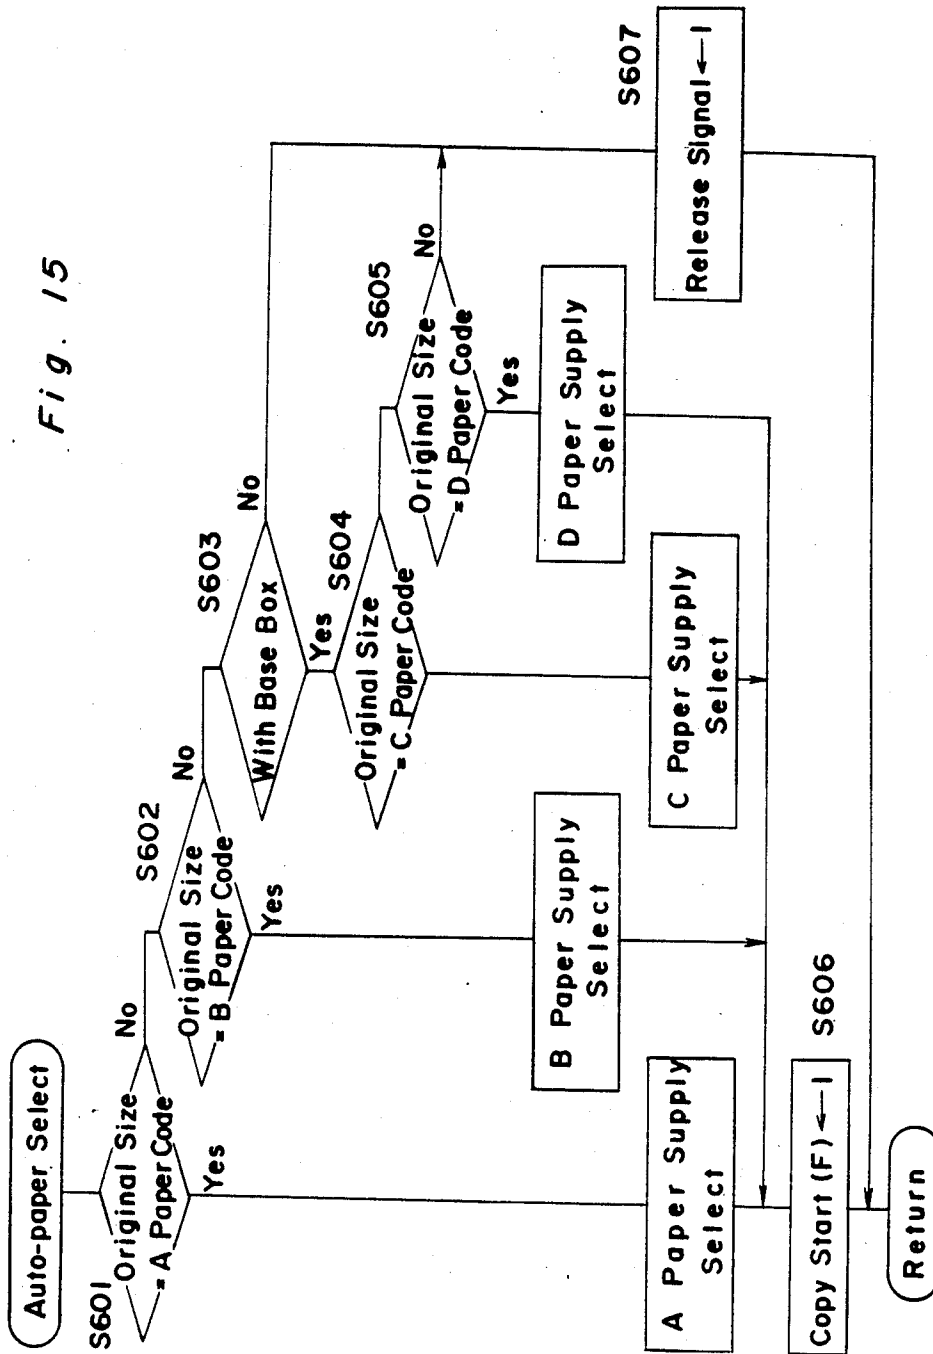 Fig. 15
Auto-paper Select
S601
Original Size
= A Paper Code
No
Yes
S602
Original Size
= B Paper Code
No
Yes
S603
With Base Box
No
Yes
S604
Original Size
= C Paper Code
S605
Original Size
= D Paper Code
No
Yes
A Paper Supply
Select
B Paper Supply
Select
C Paper Supply
Select
D Paper Supply
Select
S606
Copy Start (F) ← 1
S607
Release Signal ← 1
Return